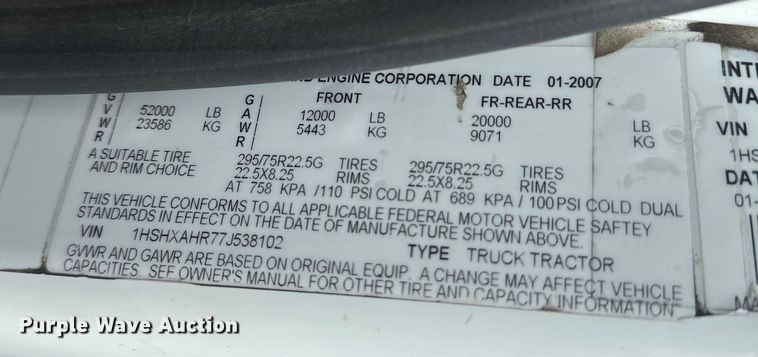 ND ENGINE CORPORATION DATE 01-2007
G V W R 52000 LB 23586 KG
G A W R FRONT 12000 LB 5443 KG
FR-REAR-RR 20000 LB 9071 KG
A SUITABLE TIRE 295/75R22.5G TIRES 295/75R22.5G TIRES
AND RIM CHOICE 22.5X8.25 RIMS 22.5X8.25 RIMS
AT 758 KPA /110 PSI COLD AT 689 KPA / 100 PSI COLD DUAL
THIS VEHICLE CONFORMS TO ALL APPLICABLE FEDERAL MOTOR VEHICLE SAFTEY
STANDARDS IN EFFECT ON THE DATE OF MANUFACTURE SHOWN ABOVE.
VIN 1HSHXAHR77J538102 TYPE TRUCK TRACTOR
GVWR AND GAWR ARE BASED ON ORIGINAL EQUIP. A CHANGE MAY AFFECT VEHICLE
CAPACITIES. SEE OWNER'S MANUAL FOR OTHER TIRE AND CAPACITY INFORMATION
INT
WA
VIN
1HS
DAT
01-
MA
Purple Wave Auction